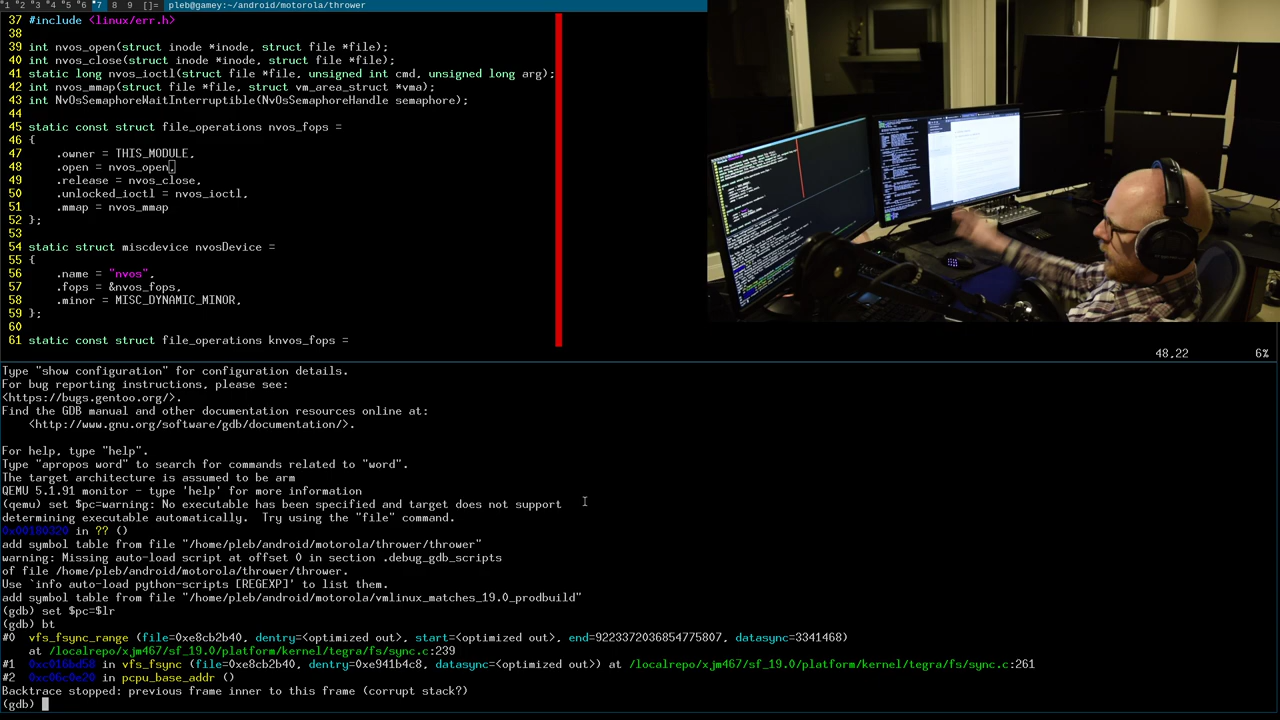 1 2 3 4 5 6 7 8 9 []= pleb@gamey:~/android/motorola/thrower
37 #include <linux/err.h>
38
39 int nvos_open(struct inode *inode, struct file *file);
40 int nvos_close(struct inode *inode, struct file *file);
41 static long nvos_ioctl(struct file *file, unsigned int cmd, unsigned long arg);
42 int nvos_mmap(struct file *file, struct vm_area_struct *vma);
43 int NvOsSemaphoreWaitInterruptible(NvOsSemaphoreHandle semaphore);
44
45 static const struct file_operations nvos_fops =
46 {
47     .owner = THIS_MODULE,
48     .open = nvos_open,
49     .release = nvos_close,
50     .unlocked_ioctl = nvos_ioctl,
51     .mmap = nvos_mmap
52 };
53
54 static struct miscdevice nvosDevice =
55 {
56     .name = "nvos",
57     .fops = &nvos_fops,
58     .minor = MISC_DYNAMIC_MINOR,
59 };
60
61 static const struct file_operations knvos_fops =
48,22 6%
Type "show configuration" for configuration details.
For bug reporting instructions, please see:
<https://bugs.gentoo.org/>.
Find the GDB manual and other documentation resources online at:
    <http://www.gnu.org/software/gdb/documentation/>.

For help, type "help".
Type "apropos word" to search for commands related to "word".
The target architecture is assumed to be arm
QEMU 5.1.91 monitor - type 'help' for more information
(qemu) set $pc=warning: No executable has been specified and target does not support
determining executable automatically.  Try using the "file" command.
0x00180320 in ?? ()
add symbol table from file "/home/pleb/android/motorola/thrower/thrower"
warning: Missing auto-load script at offset 0 in section .debug_gdb_scripts
of file /home/pleb/android/motorola/thrower/thrower.
Use `info auto-load python-scripts [REGEXP]' to list them.
add symbol table from file "/home/pleb/android/motorola/vmlinux_matches_19.0_prodbuild"
(gdb) set $pc=$lr
(gdb) bt
#0  vfs_fsync_range (file=0xe8cb2b40, dentry=<optimized out>, start=<optimized out>, end=9223372036854775807, datasync=3341468)
    at /localrepo/xjm467/sf_19.0/platform/kernel/tegra/fs/sync.c:239
#1  0xc016bd58 in vfs_fsync (file=0xe8cb2b40, dentry=0xe941b4c8, datasync=<optimized out>) at /localrepo/xjm467/sf_19.0/platform/kernel/tegra/fs/sync.c:261
#2  0xc06c0e20 in pcpu_base_addr ()
Backtrace stopped: previous frame inner to this frame (corrupt stack?)
(gdb)